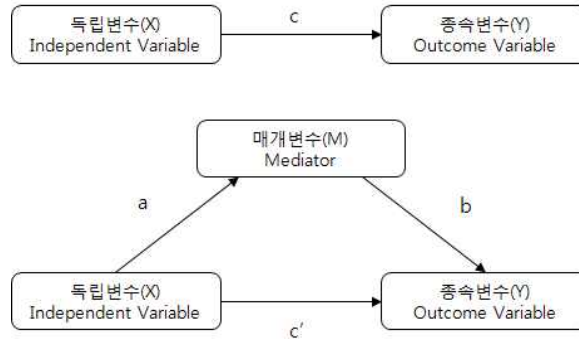 c
독립변수(X)
Independent Variable
종속변수(Y)
Outcome Variable
매개변수(M)
Mediator
a
b
독립변수(X)
Independent Variable
종속변수(Y)
Outcome Variable
c′